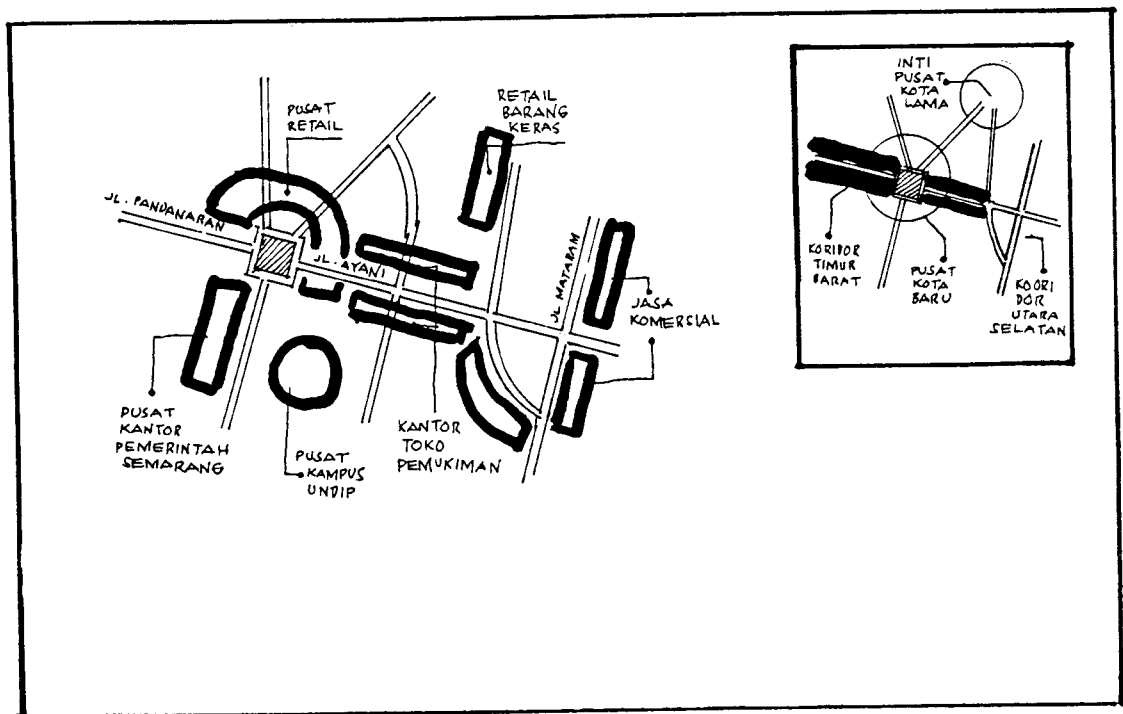 PUSAT
RETAIL
RETAIL
BARANG
KERAS
JL. PANDANARAN
JL. AYANI
JL MATARAM
JASA
KOMERSIAL
PUSAT
KANTOR
PEMERINTAH
SEMARANG
PUSAT
KAMPUS
UNDIP
KANTOR
TOKO
PEMUKIMAN
INTI
PUSAT
KOTA
LAMA
KORIDOR
TIMUR
BARAT
PUSAT
KOTA
BARU
KOORI
DOR
UTARA
SELATAN